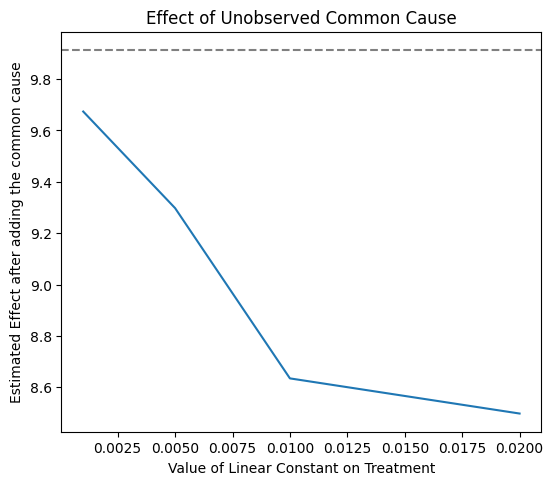 Effect of Unobserved Common Cause
Estimated Effect after adding the common cause
9.8
9.6
9.4
9.2
9.0
8.8
8.6
0.0025 0.0050 0.0075 0.0100 0.0125 0.0150 0.0175 0.0200
Value of Linear Constant on Treatment